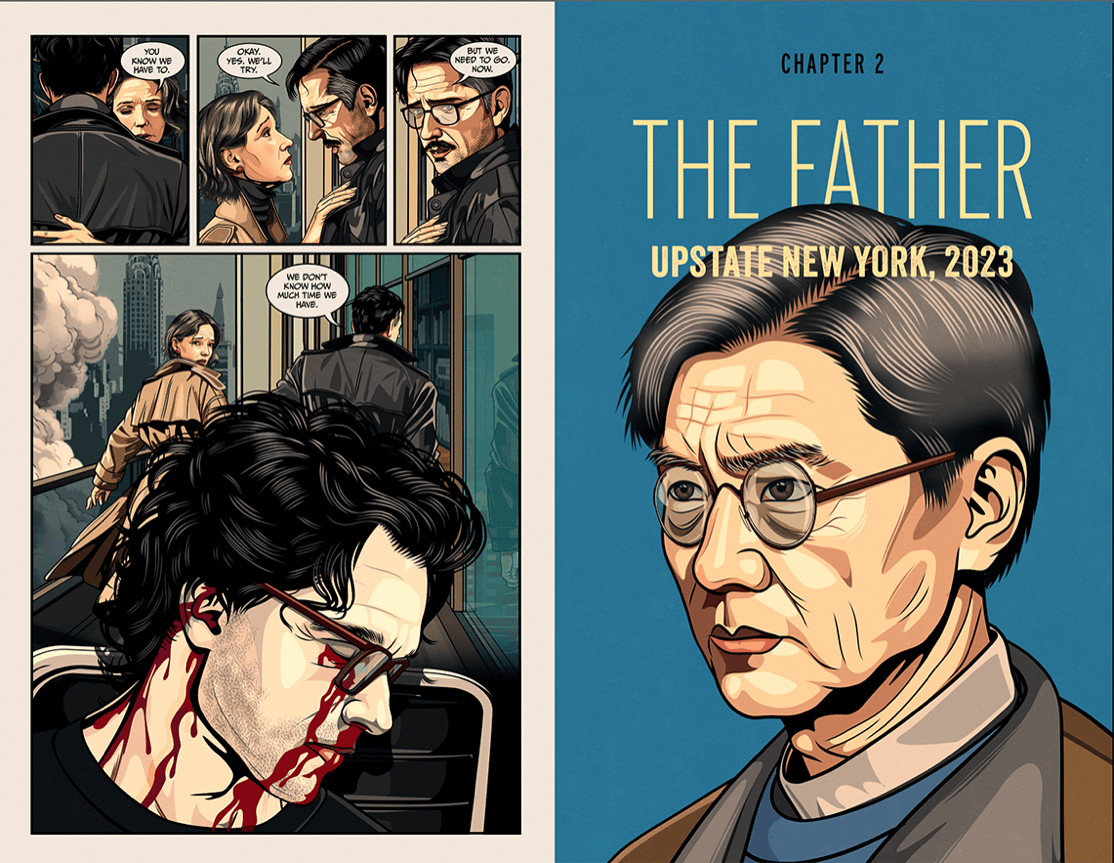 YOU
KNOW WE
HAVE TO.
OKAY.
YES. WE'LL
TRY.
BUT WE
NEED TO GO.
NOW.
WE DON'T
KNOW HOW
MUCH TIME WE
HAVE.
CHAPTER 2
THE FATHER
UPSTATE NEW YORK, 2023